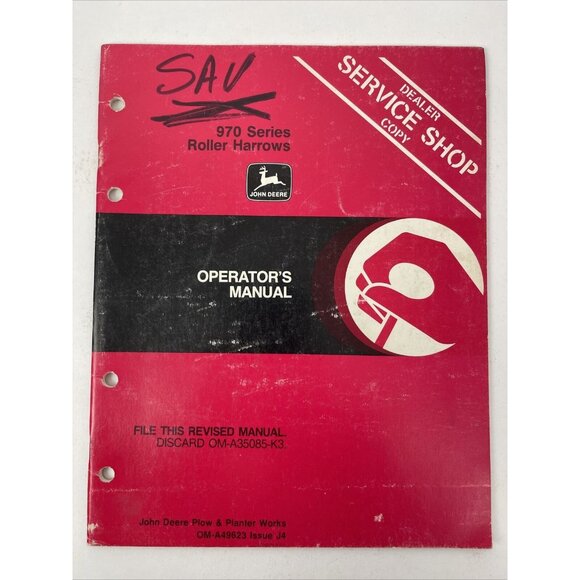 SAV
970 Series
Roller Harrows
JOHN DEERE
DEALER
SERVICE SHOP
COPY
OPERATOR'S
MANUAL
FILE THIS REVISED MANUAL.
DISCARD OM-A35085-K3.
John Deere Plow & Planter Works
OM-A49623 Issue J4